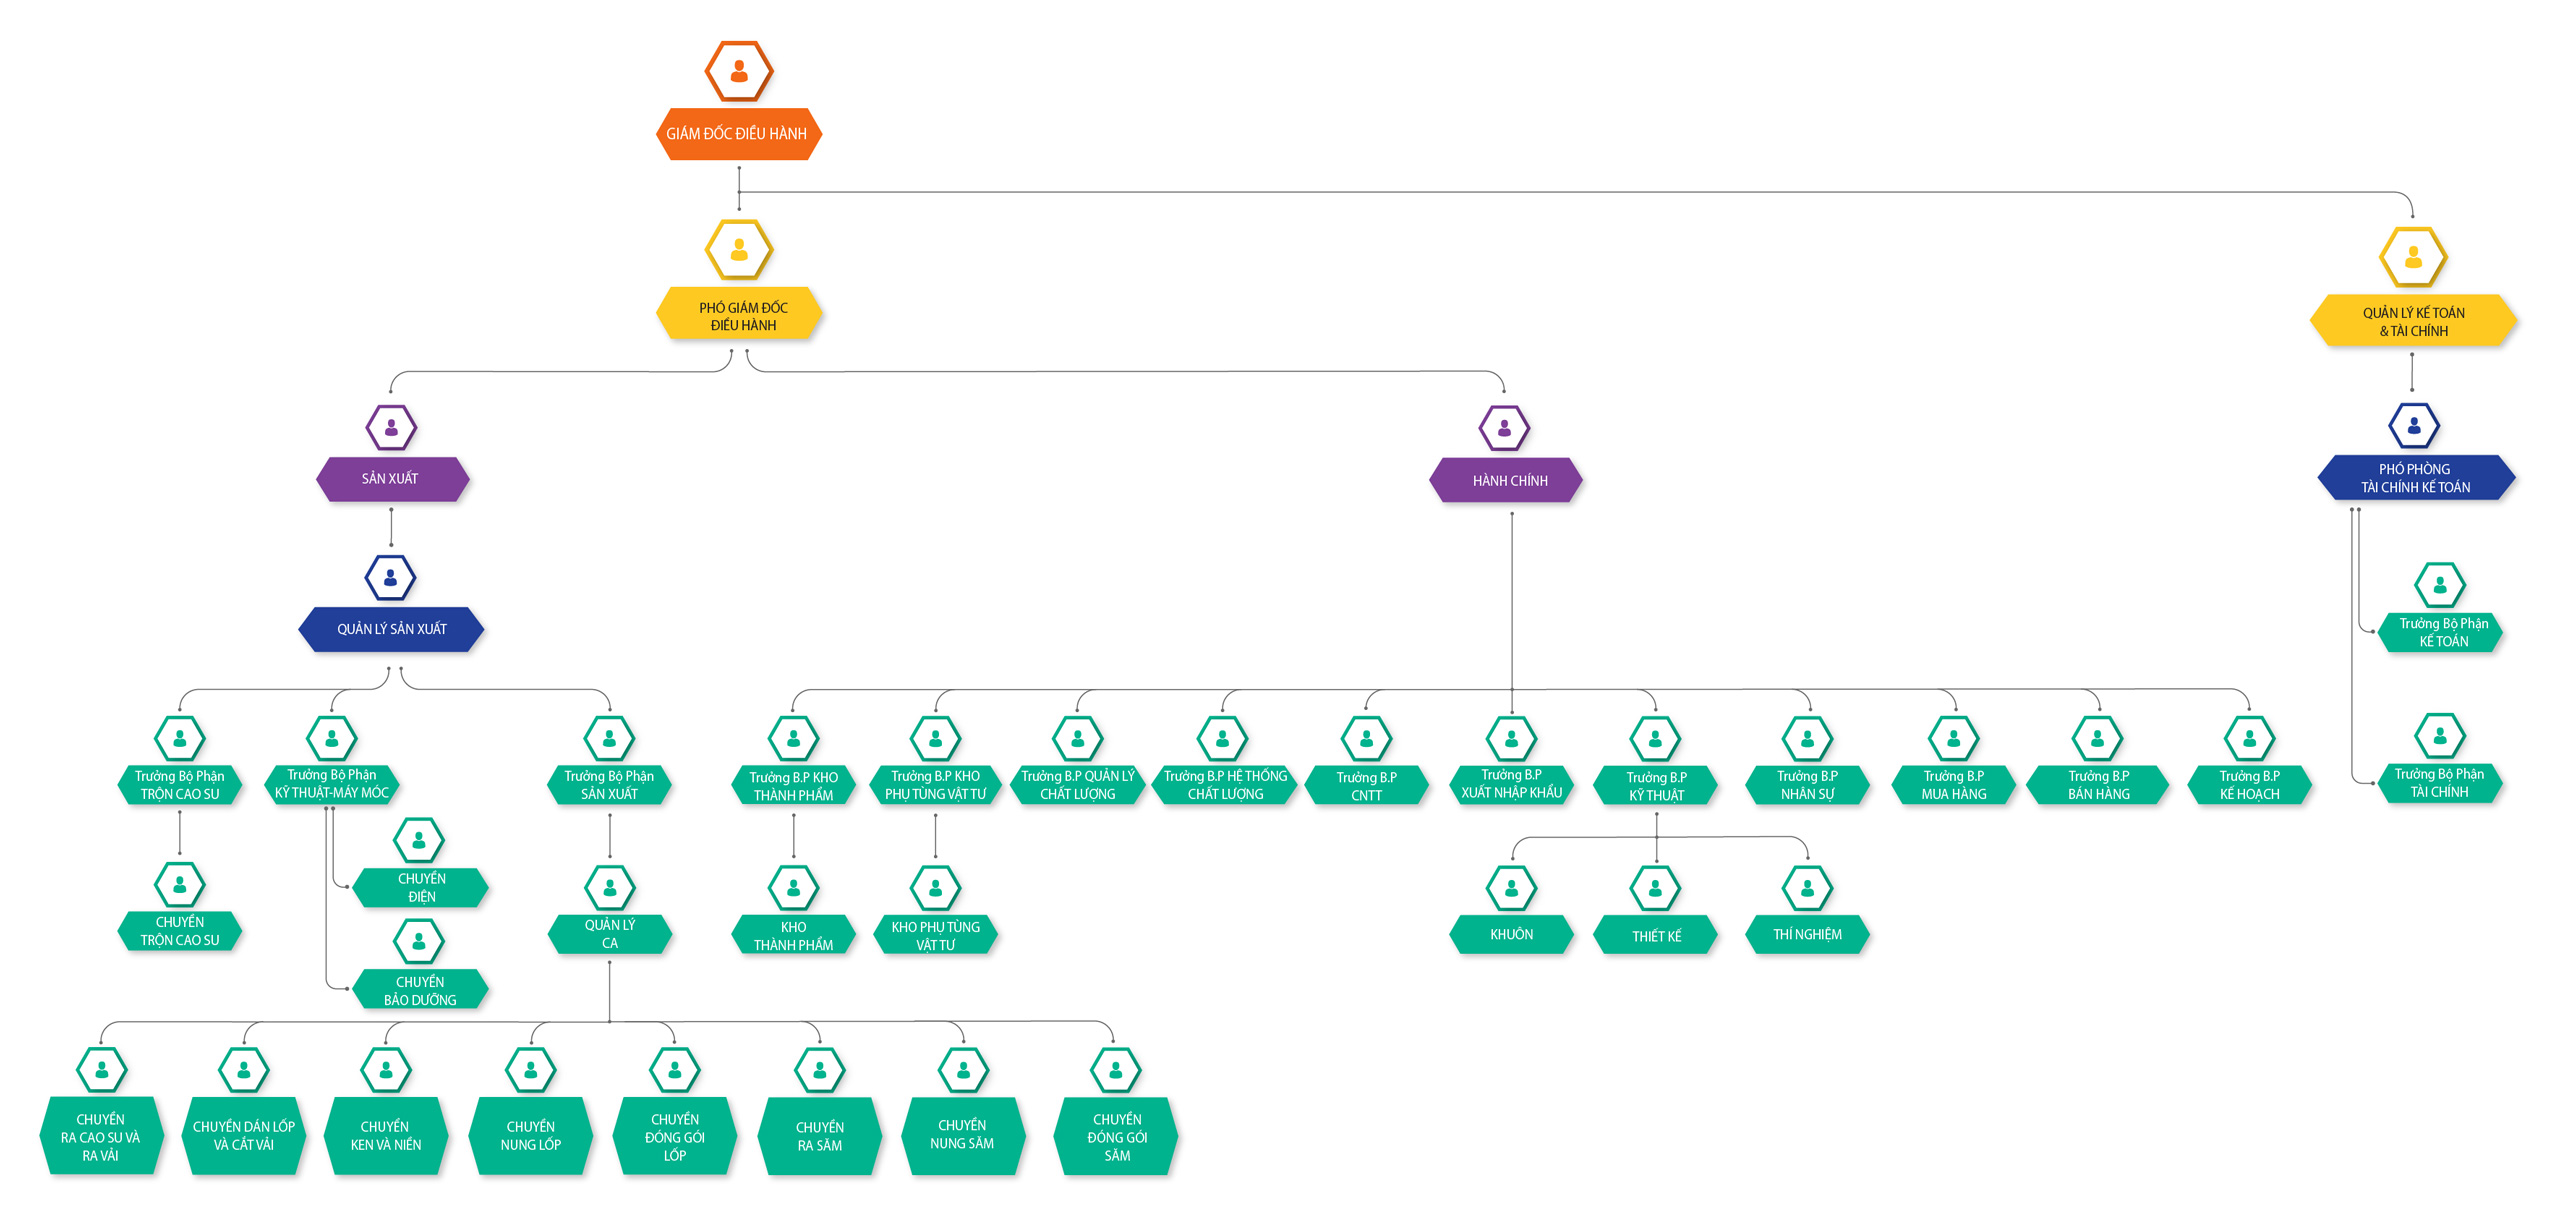 GIÁM ĐỐC ĐIỀU HÀNH
PHÓ GIÁM ĐỐC
ĐIỀU HÀNH
QUẢN LÝ KẾ TOÁN
& TÀI CHÍNH
SẢN XUẤT
HÀNH CHÍNH
PHÓ PHÒNG
TÀI CHÍNH KẾ TOÁN
QUẢN LÝ SẢN XUẤT
Trưởng Bộ Phận
KẾ TOÁN
Trưởng Bộ Phận
TRỘN CAO SU
Trưởng Bộ Phận
KỸ THUẬT-MÁY MÓC
Trưởng Bộ Phận
SẢN XUẤT
Trưởng B.P KHO
THÀNH PHẨM
Trưởng B.P KHO
PHỤ TÙNG VẬT TƯ
Trưởng B.P QUẢN LÝ
CHẤT LƯỢNG
Trưởng B.P HỆ THỐNG
CHẤT LƯỢNG
Trưởng B.P
CNTT
Trưởng B.P
XUẤT NHẬP KHẨU
Trưởng B.P
KỸ THUẬT
Trưởng B.P
NHÂN SỰ
Trưởng B.P
MUA HÀNG
Trưởng B.P
BÁN HÀNG
Trưởng B.P
KẾ HOẠCH
Trưởng Bộ Phận
TÀI CHÍNH
CHUYỀN
TRỘN CAO SU
CHUYỀN
ĐIỆN
CHUYỀN
BẢO DƯỠNG
QUẢN LÝ
CA
KHO
THÀNH PHẨM
KHO PHỤ TÙNG
VẬT TƯ
KHUÔN
THIẾT KẾ
THÍ NGHIỆM
CHUYỀN
RA CAO SU VÀ
RA VẢI
CHUYỀN DÁN LỐP
VÀ CẮT VẢI
CHUYỀN
KEN VÀ NIỀN
CHUYỀN
NUNG LỐP
CHUYỀN
ĐÓNG GÓI
LỐP
CHUYỀN
RA SĂM
CHUYỀN
NUNG SĂM
CHUYỀN
ĐÓNG GÓI
SĂM